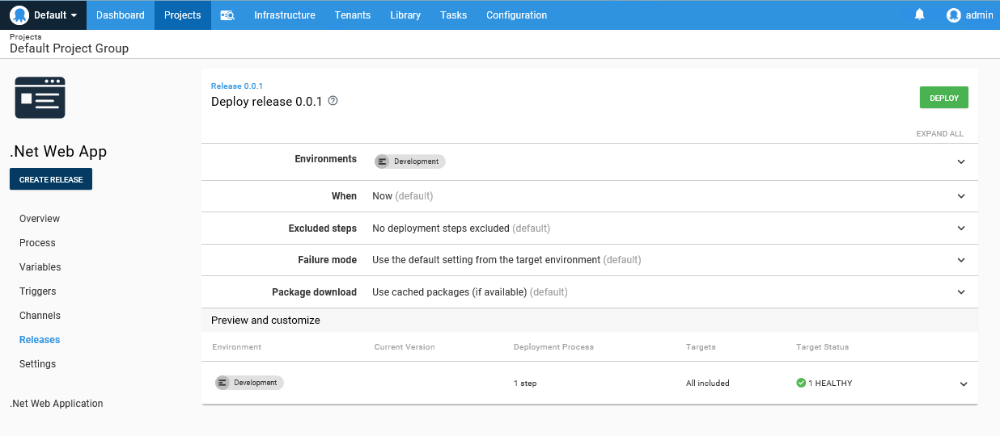 Default Dashboard Projects Infrastructure Tenants Library Tasks Configuration admin
Projects
Default Project Group
.Net Web App
CREATE RELEASE
Overview
Process
Variables
Triggers
Channels
Releases
Settings
.Net Web Application
Release 0.0.1
Deploy release 0.0.1 ?
DEPLOY
EXPAND ALL
Environments Development
When Now (default)
Excluded steps No deployment steps excluded (default)
Failure mode Use the default setting from the target environment (default)
Package download Use cached packages (if available) (default)
Preview and customize
Environment Current Version Deployment Process Targets Target Status
Development 1 step All included 1 HEALTHY